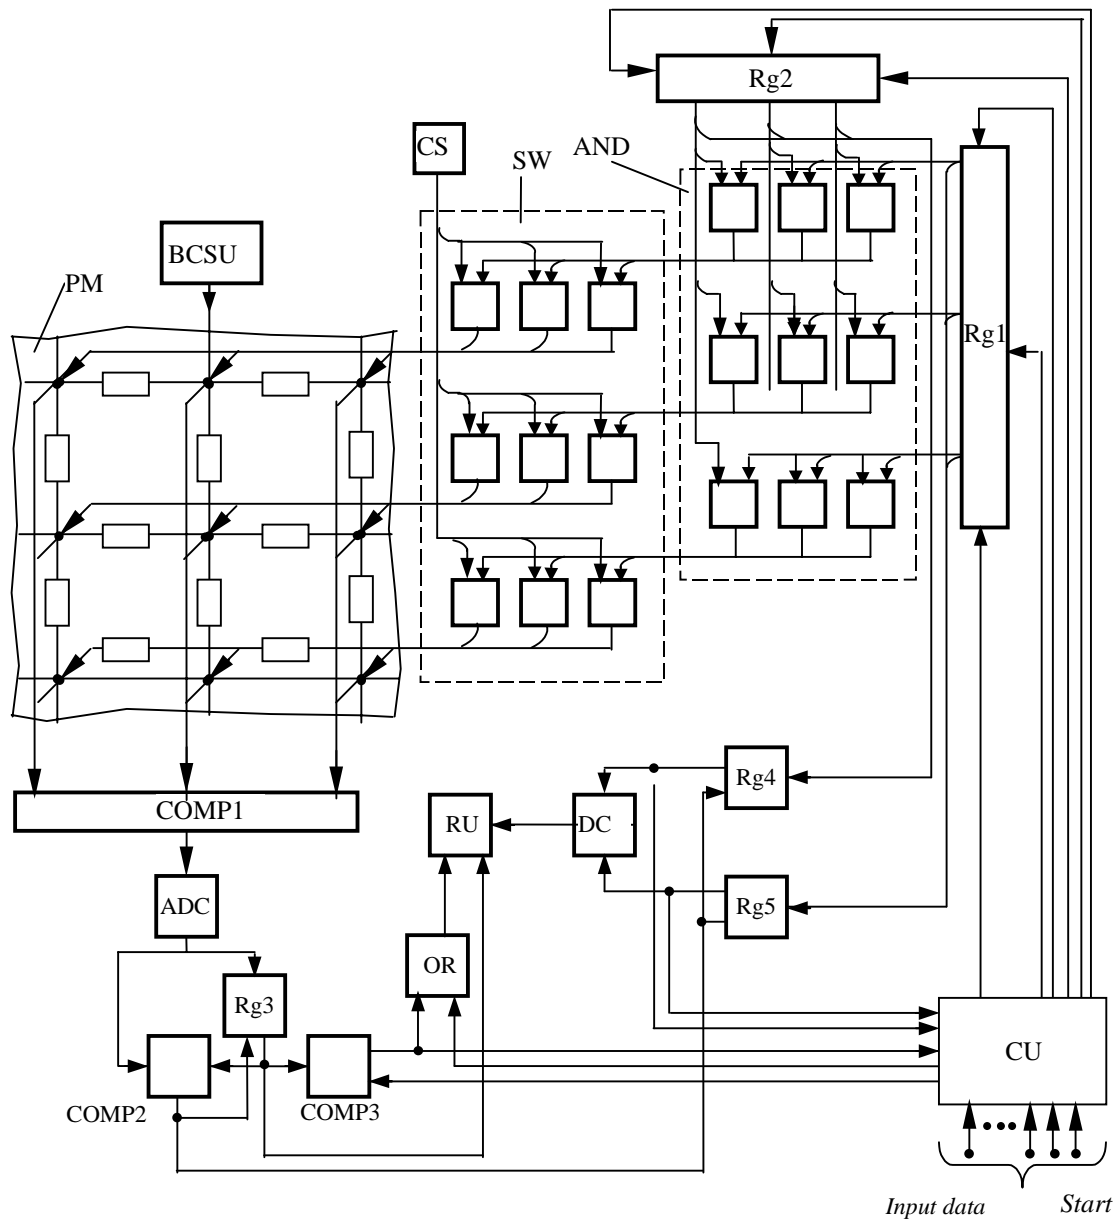 Rg2
CS
SW
AND
BCSU
PM
Rg1
Rg4
COMP1
RU
DC
ADC
Rg5
OR
Rg3
CU
COMP2
COMP3
Input data
Start